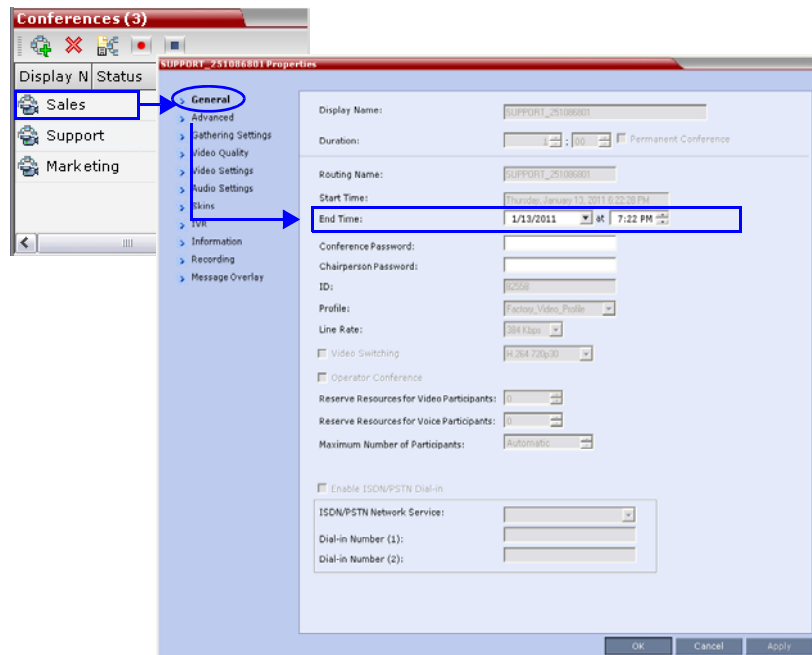 Conferences (3)
Display N Status
Sales
Support
Marketing
SUPPORT_251086801 Properties
General
Advanced
Gathering Settings
Video Quality
Video Settings
Audio Settings
Skins
IVR
Information
Recording
Message Overlay
Display Name: SUPPORT_251086801
Duration: 1 : 00 Permanent Conference
Routing Name: SUPPORT_251086801
Start Time: Thursday, January 13, 2011 6:22:28 PM
End Time: 1/13/2011 at 7:22 PM
Conference Password:
Chairperson Password:
ID: 82558
Profile: Factory_Video_Profile
Line Rate: 384 Kbps
Video Switching H.264 720p30
Operator Conference
Reserve Resources for Video Participants: 0
Reserve Resources for Voice Participants: 0
Maximum Number of Participants: Automatic
Enable ISDN/PSTN Dial-in
ISDN/PSTN Network Service:
Dial-in Number (1):
Dial-in Number (2):
OK Cancel Apply